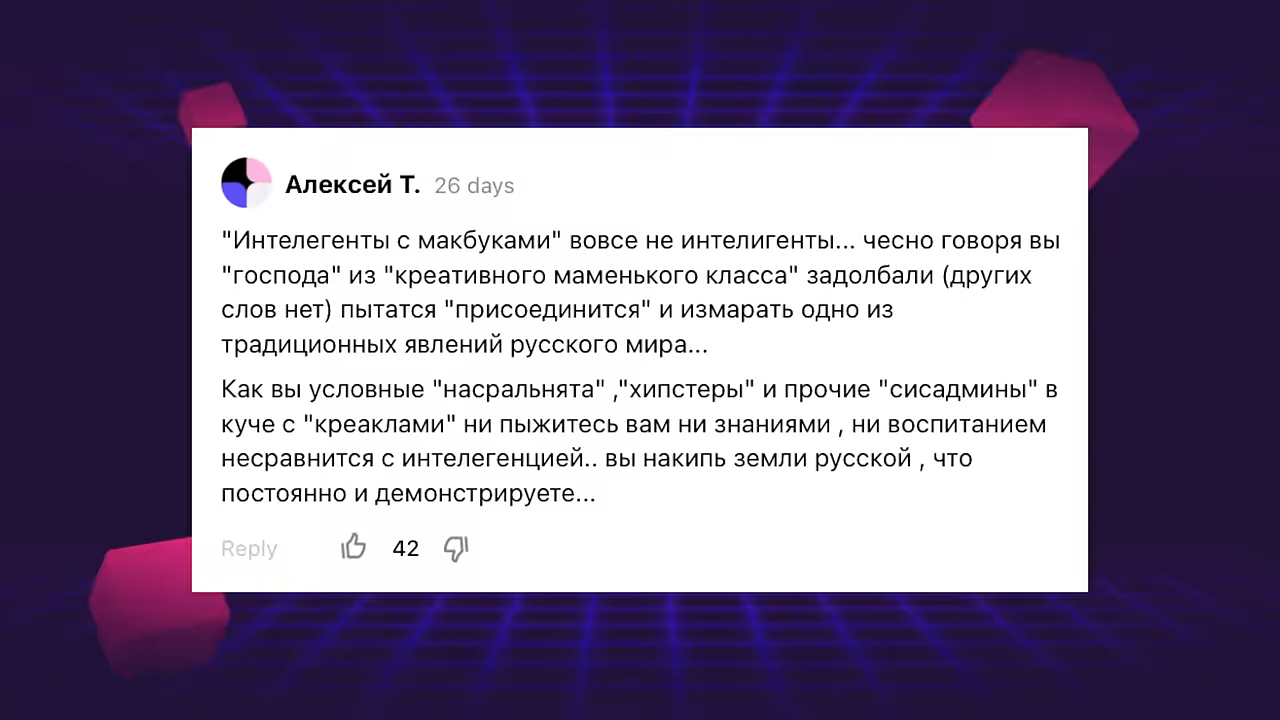 Алексей Т. 26 days
"Интелегенты с макбуками" вовсе не интелигенты... чесно говоря вы
"господа" из "креативного маменького класса" задолбали (других
слов нет) пытатся "присоединится" и измарать одно из
традиционных явлений русского мира...
Как вы условные "насральнята" ,"хипстеры" и прочие "сисадмины" в
куче с "креаклами" ни пыжитесь вам ни знаниями , ни воспитанием
несравнится с интелегенцией.. вы накипь земли русской , что
постоянно и демонстрируете...
Reply 42